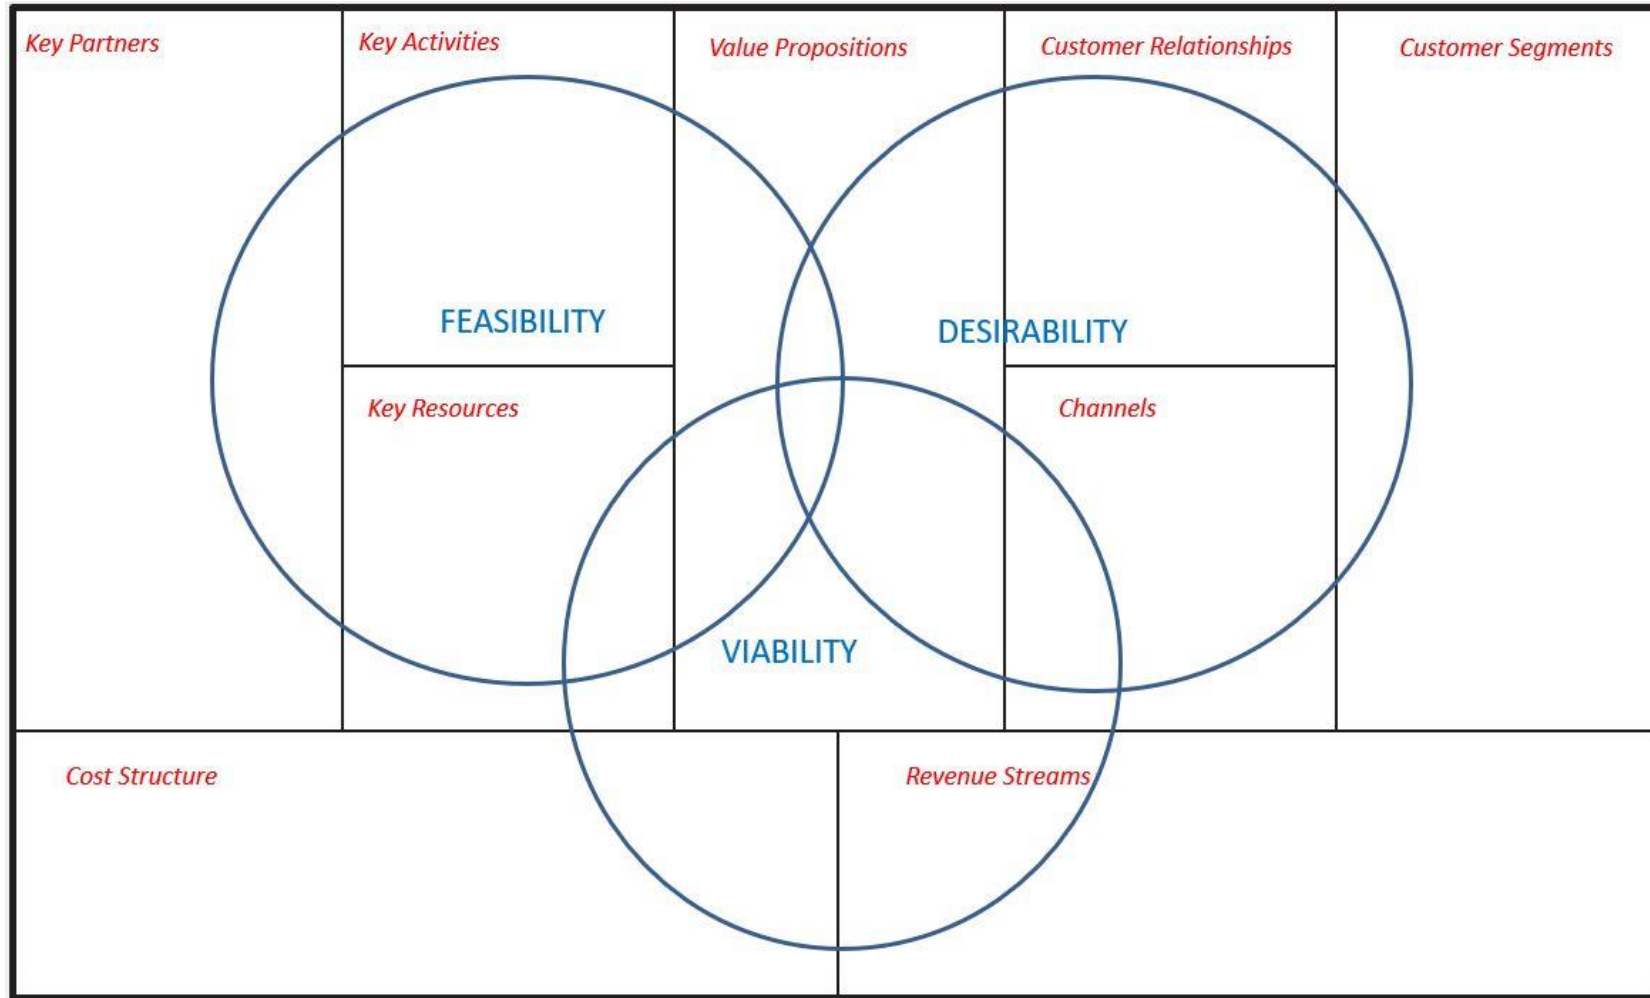 Key Partners
Key Activities
Value Propositions
Customer Relationships
Customer Segments
FEASIBILITY
DESIRABILITY
Key Resources
Channels
VIABILITY
Cost Structure
Revenue Streams